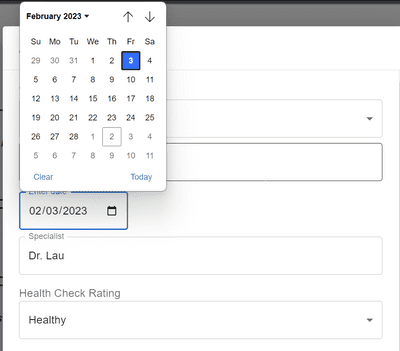 February 2023
Su Mo Tu We Th Fr Sa
29 30 31 1 2 3 4
5 6 7 8 9 10 11
12 13 14 15 16 17 18
19 20 21 22 23 24 25
26 27 28 1 2 3 4
5 6 7 8 9 10 11
Clear Today
Enter date
02/03/2023
Specialist
Dr. Lau
Health Check Rating
Healthy